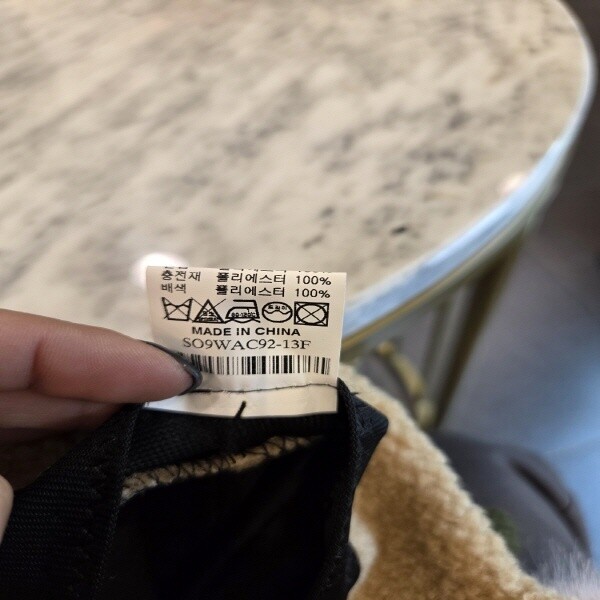 충전재 폴리에스터 100%
배색 폴리에스터 100%
MADE IN CHINA
SO9WAC92-13F